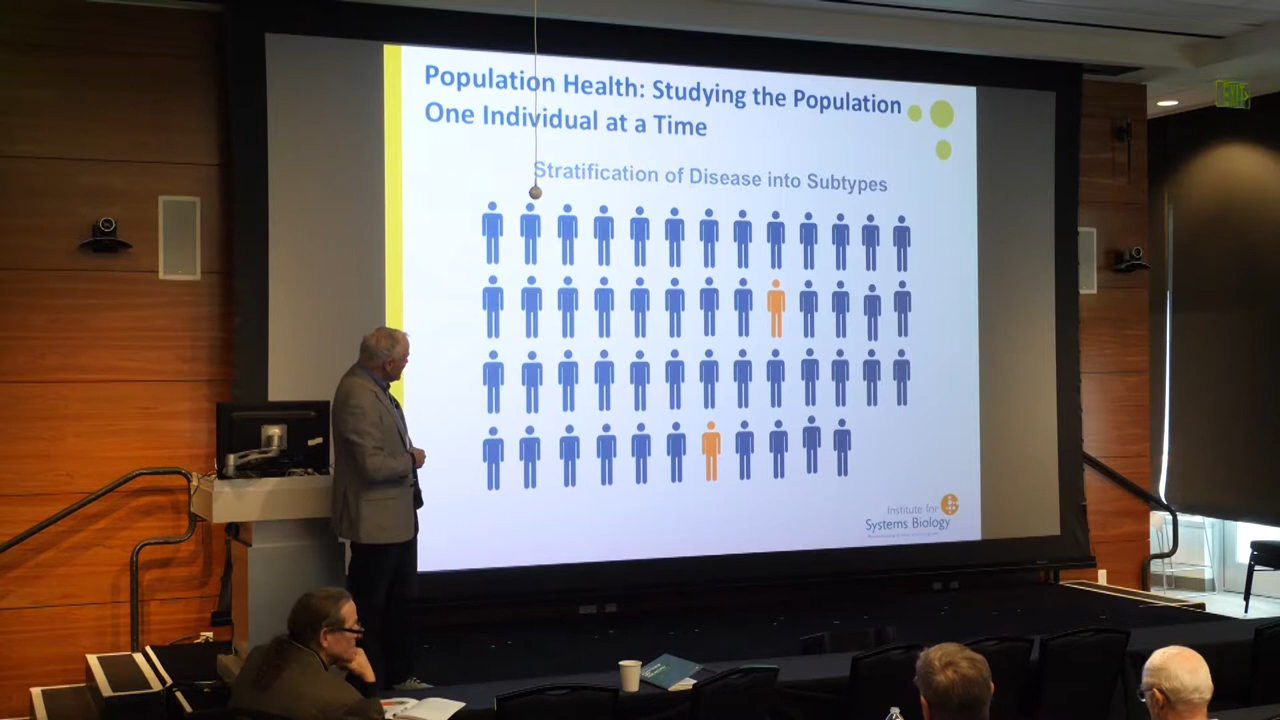 Population Health: Studying the Population
One Individual at a Time
Stratification of Disease into Subtypes
Institute for
Systems Biology
EXIT